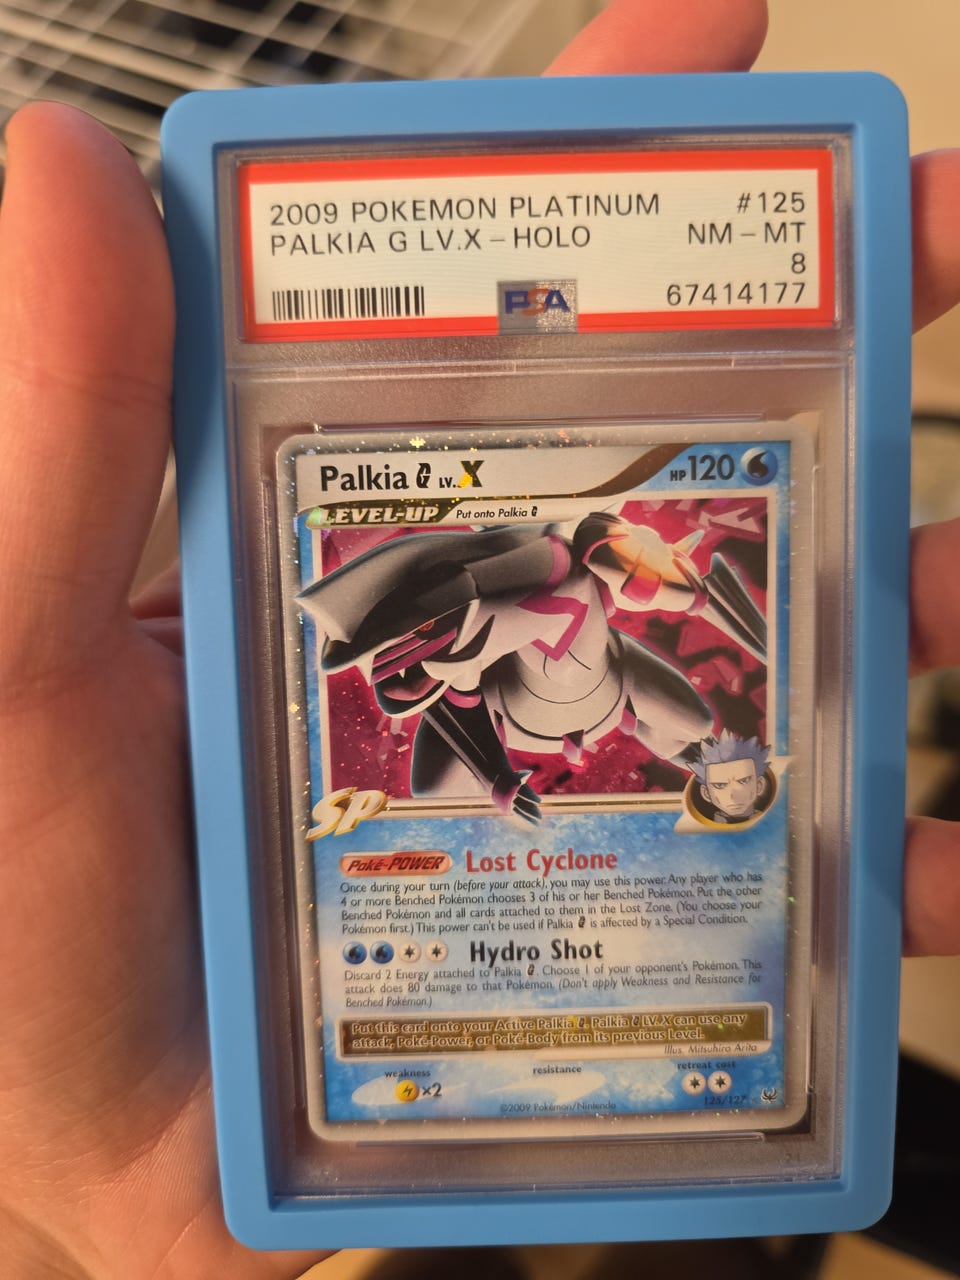 2009 POKEMON PLATINUM #125
PALKIA G LV.X - HOLO NM - MT
8
PSA 67414177
Palkia G LV.X HP 120
LEVEL-UP Put onto Palkia G
SP
Poké-POWER Lost Cyclone
Once during your turn (before your attack), you may use this power. Any player who has
4 or more Benched Pokémon chooses 3 of his or her Benched Pokémon. Put the other
Benched Pokémon and all cards attached to them in the Lost Zone. (You choose your
Pokémon first.) This power can't be used if Palkia G is affected by a Special Condition.
Hydro Shot
Discard 2 Energy attached to Palkia G. Choose 1 of your opponent's Pokémon. This
attack does 80 damage to that Pokémon. (Don't apply Weakness and Resistance for
Benched Pokémon.)
Put this card onto your Active Palkia G. Palkia G LV.X can use any
attack, Poké-Power, or Poké-Body from its previous Level.
Illus. Mitsuhiro Arita
weakness resistance retreat cost
×2
©2009 Pokémon/Nintendo 125/127